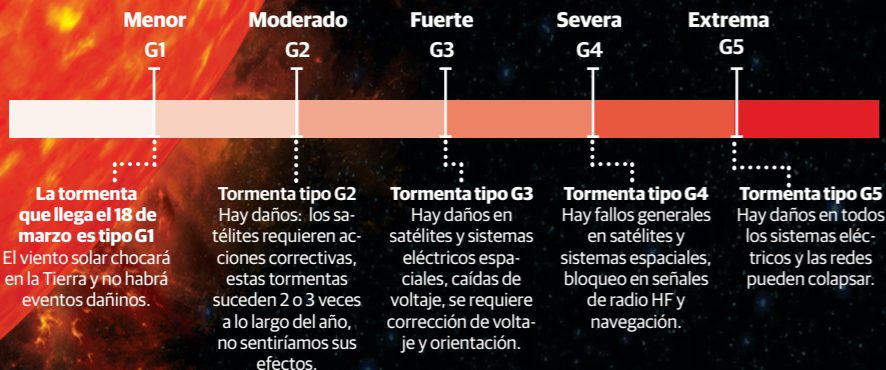 Menor
G1
Moderado
G2
Fuerte
G3
Severa
G4
Extrema
G5
La tormenta
que llega el 18 de
marzo es tipo G1
El viento solar chocará
en la Tierra y no habrá
eventos dañinos.
Tormenta tipo G2
Hay daños: los sa-
télites requieren ac-
ciones correctivas,
estas tormentas
suceden 2 o 3 veces
a lo largo del año,
no sentiríamos sus
efectos.
Tormenta tipo G3
Hay daños en
satélites y sistemas
eléctricos espa-
ciales, caídas de
voltaje, se requiere
corrección de volta-
je y orientación.
Tormenta tipo G4
Hay fallos generales
en satélites y
sistemas espaciales,
bloqueo en señales
de radio HF y
navegación.
Tormenta tipo G5
Hay daños en todos
los sistemas eléc-
tricos y las redes
pueden colapsar.